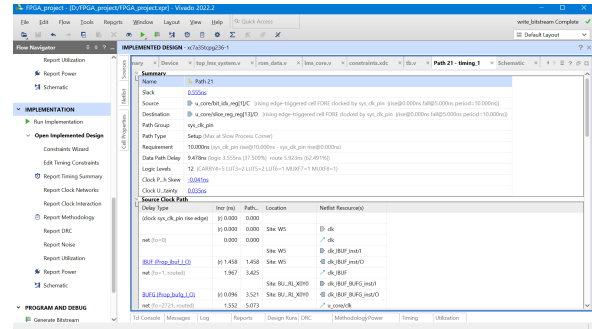 FPGA_project - [D:/FPGA_project/FPGA_project.xpr] - Vivado 2022.2
File Edit Flow Tools Reports Window Layout View Help Quick Access write_bitstream Complete
Default Layout
Flow Navigator IMPLEMENTED DESIGN - xc7a35tcpg236-1
Report Utilization
Report Power
Schematic
IMPLEMENTATION
Run Implementation
Open Implemented Design
Constraints Wizard
Edit Timing Constraints
Report Timing Summary
Report Clock Networks
Report Clock Interaction
Report Methodology
Report DRC
Report Noise
Report Utilization
Report Power
Schematic
PROGRAM AND DEBUG
Generate Bitstream
Sources
Netlist
Cell Properties
mary Device top_lms_system.v rom_data.v lms_core.v constraints.xdc tb.v Path 21 - timing_1 Schematic
Summary
Name Path 21
Slack 0.555ns
Source u_core/bit_idx_reg[1]/C (rising edge-triggered cell FDRE clocked by sys_clk_pin {rise@0.000ns fall@5.000ns period=10.000ns})
Destination u_core/slice_reg_reg[13]/D (rising edge-triggered cell FDRE clocked by sys_clk_pin {rise@0.000ns fall@5.000ns period=10.000ns})
Path Group sys_clk_pin
Path Type Setup (Max at Slow Process Corner)
Requirement 10.000ns (sys_clk_pin rise@10.000ns - sys_clk_pin rise@0.000ns)
Data Path Delay 9.478ns (logic 3.555ns (37.509%) route 5.923ns (62.491%))
Logic Levels 12 (CARRY4=5 LUT3=2 LUT5=2 LUT6=1 MUXF7=1 MUXF8=1)
Clock P...h Skew -0.041ns
Clock U...tainty 0.035ns
Source Clock Path
Delay Type Incr (ns) Path... Location Netlist Resource(s)
(clock sys_clk_pin rise edge) (r) 0.000 0.000
(r) 0.000 0.000 Site: W5 clk
net (fo=0) 0.000 0.000 clk
Site: W5 clk_IBUF_inst/I
IBUF (Prop_ibuf_I_O) (r) 1.458 1.458 Site: W5 clk_IBUF_inst/O
net (fo=1, routed) 1.967 3.425 clk_IBUF
Site: BU...RL_X0Y0 clk_IBUF_BUFG_inst/I
BUFG (Prop_bufg_I_O) (r) 0.096 3.521 Site: BU...RL_X0Y0 clk_IBUF_BUFG_inst/O
net (fo=2721, routed) 1.552 5.073 u_core/clk
Tcl Console Messages Log Reports Design Runs DRC Methodology Power Timing Utilization